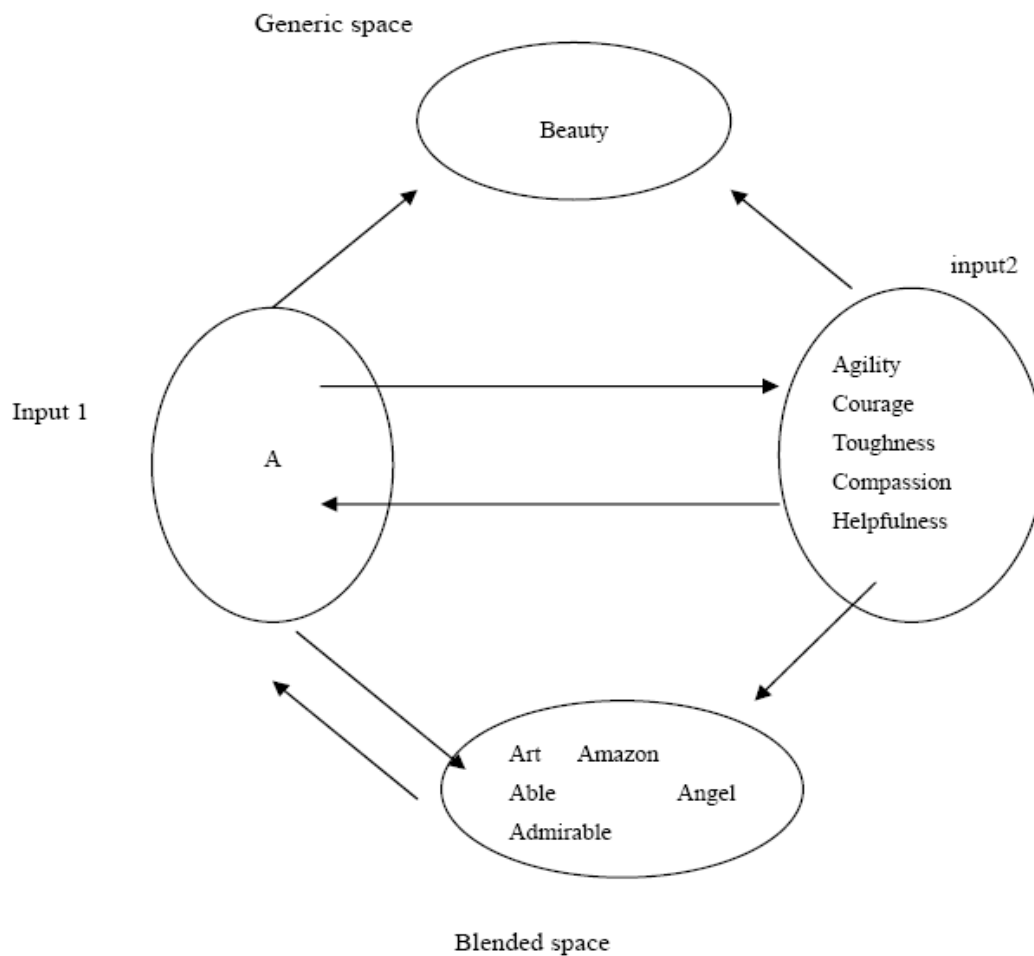 Generic space
Beauty
input2
Input 1
A
Agility
Courage
Toughness
Compassion
Helpfulness
Art Amazon
Able Angel
Admirable
Blended space